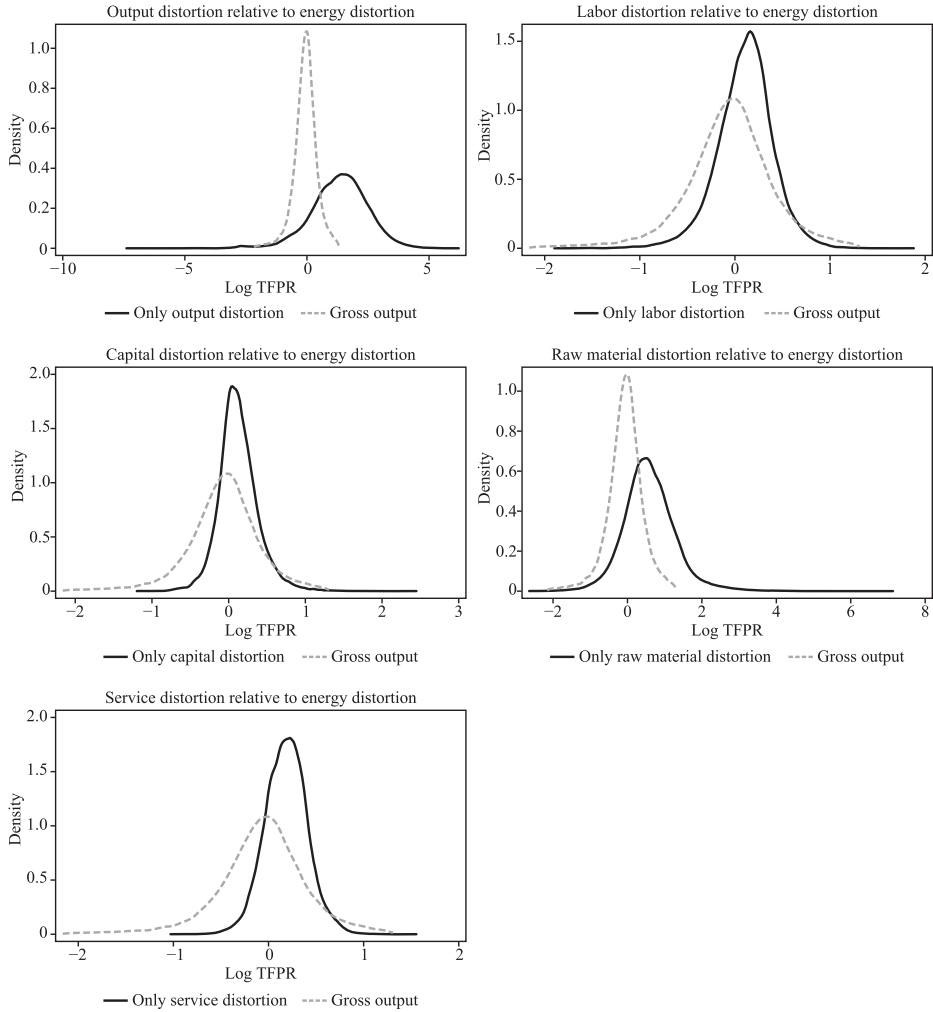 Output distortion relative to energy distortion
Density
1.0
0.8
0.6
0.4
0.2
0
−10
−5
0
5
Log TFPR
Only output distortion
Gross output
Labor distortion relative to energy distortion
Density
1.5
1.0
0.5
0
−2
−1
0
1
2
Log TFPR
Only labor distortion
Gross output
Capital distortion relative to energy distortion
Density
2.0
1.5
1.0
0.5
0
−2
−1
0
1
2
3
Log TFPR
Only capital distortion
Gross output
Raw material distortion relative to energy distortion
Density
1.0
0.8
0.6
0.4
0.2
0
−2
0
2
4
6
8
Log TFPR
Only raw material distortion
Gross output
Service distortion relative to energy distortion
Density
2.0
1.5
1.0
0.5
0
−2
−1
0
1
2
Log TFPR
Only service distortion
Gross output